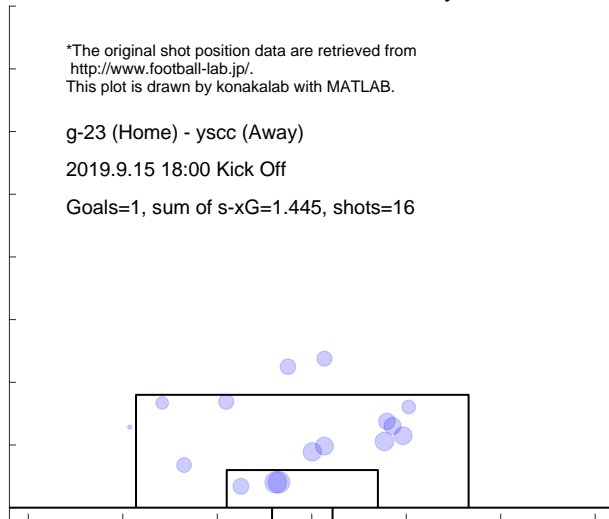 *The original shot position data are retrieved from
http://www.football-lab.jp/.
This plot is drawn by konakalab with MATLAB.
g-23 (Home) - yscc (Away)
2019.9.15 18:00 Kick Off
Goals=1, sum of s-xG=1.445, shots=16